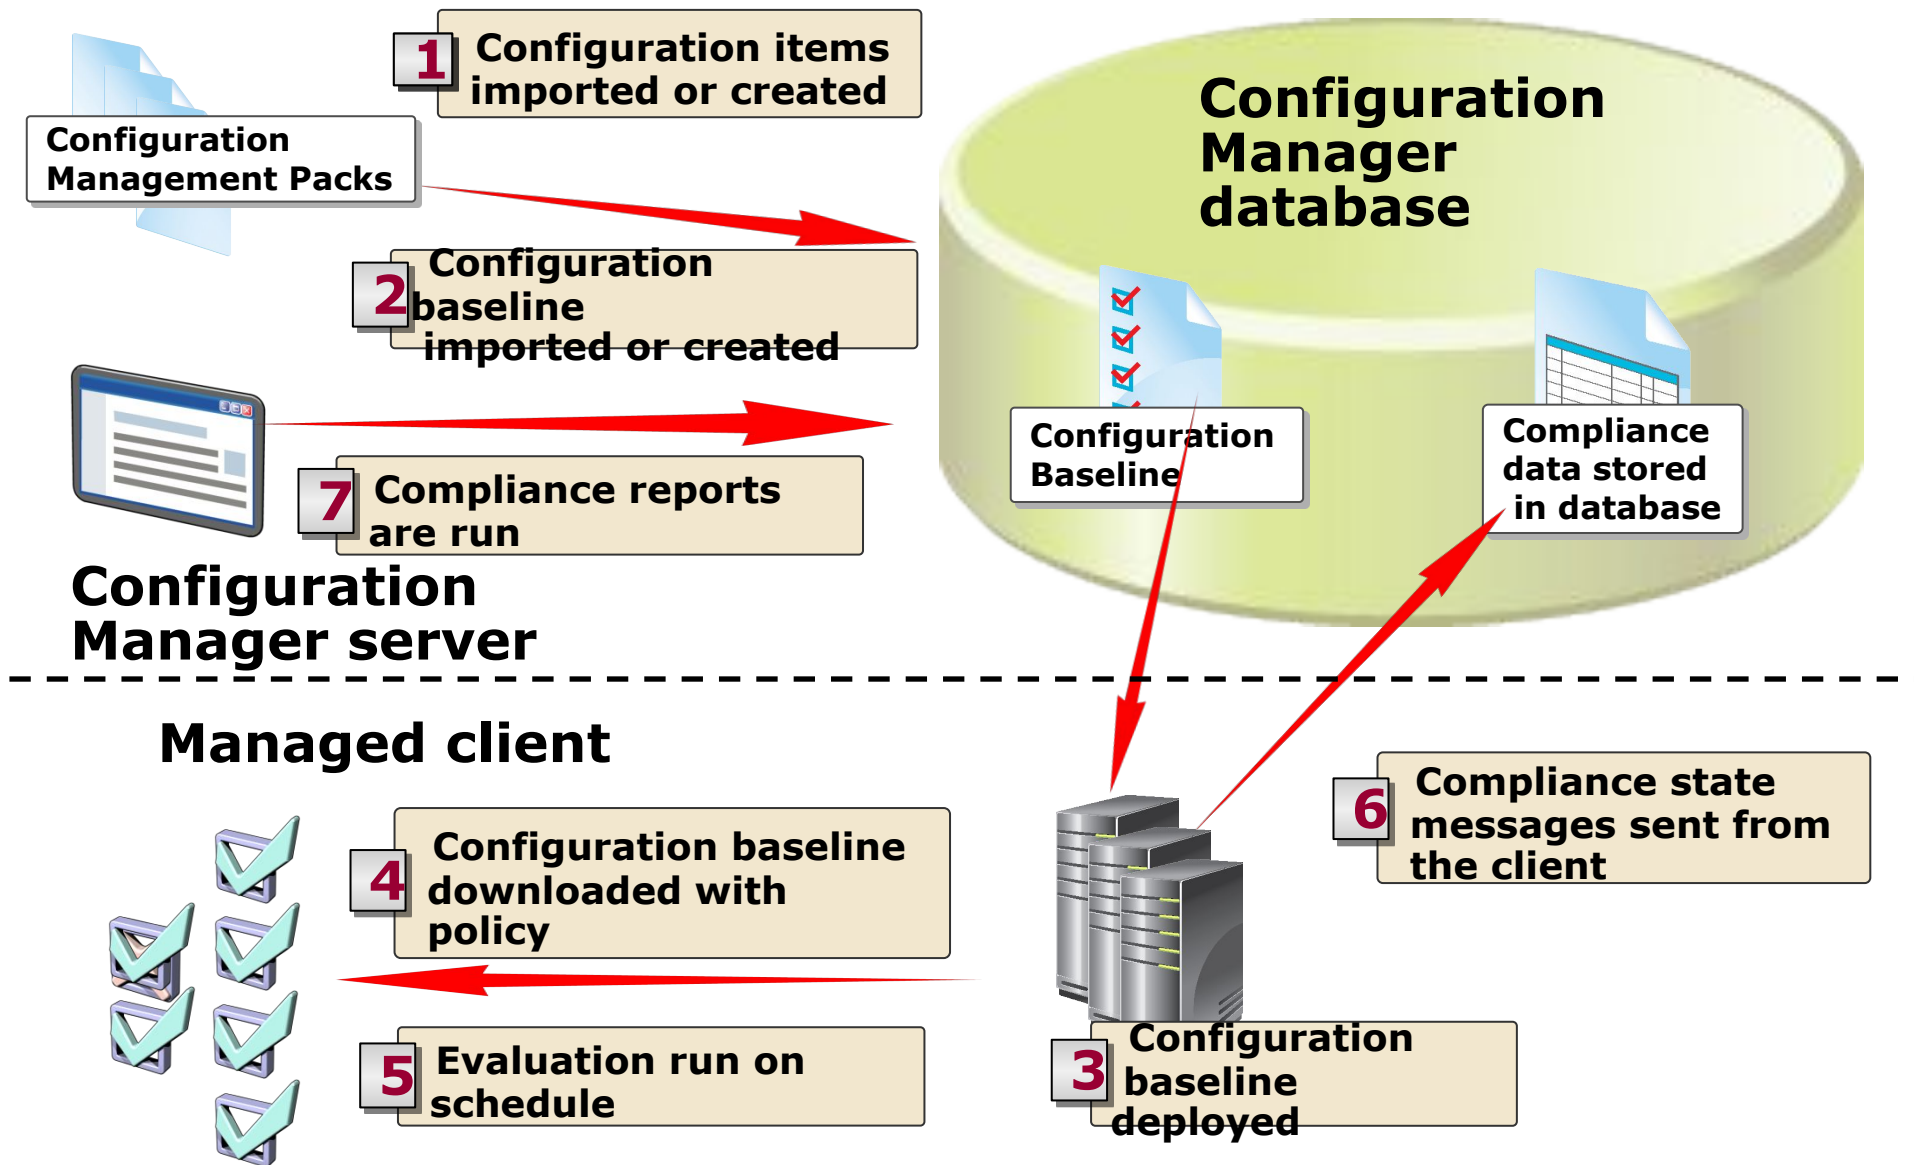 1
Configuration items
imported or created
Configuration
Management Packs
2
Configuration
baseline
imported or created
7
Compliance reports
are run
Configuration
Manager server
Configuration
Manager
database
Configuration
Baseline
Compliance
data stored
in database
Managed client
4
Configuration baseline
downloaded with
policy
5
Evaluation run on
schedule
3
Configuration
baseline
deployed
6
Compliance state
messages sent from
the client